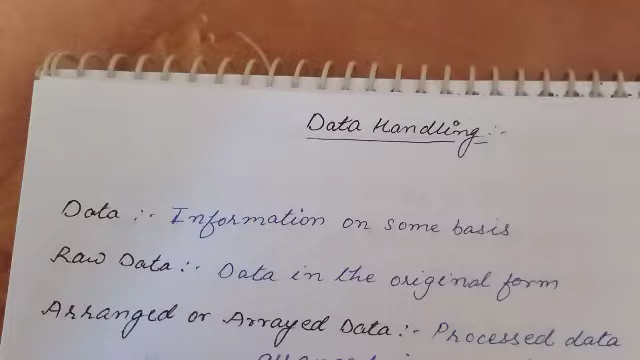 Data Handling :-
Data :- Information on some basis
Raw Data :- Data in the original form
Arranged or Arrayed Data :- Processed data